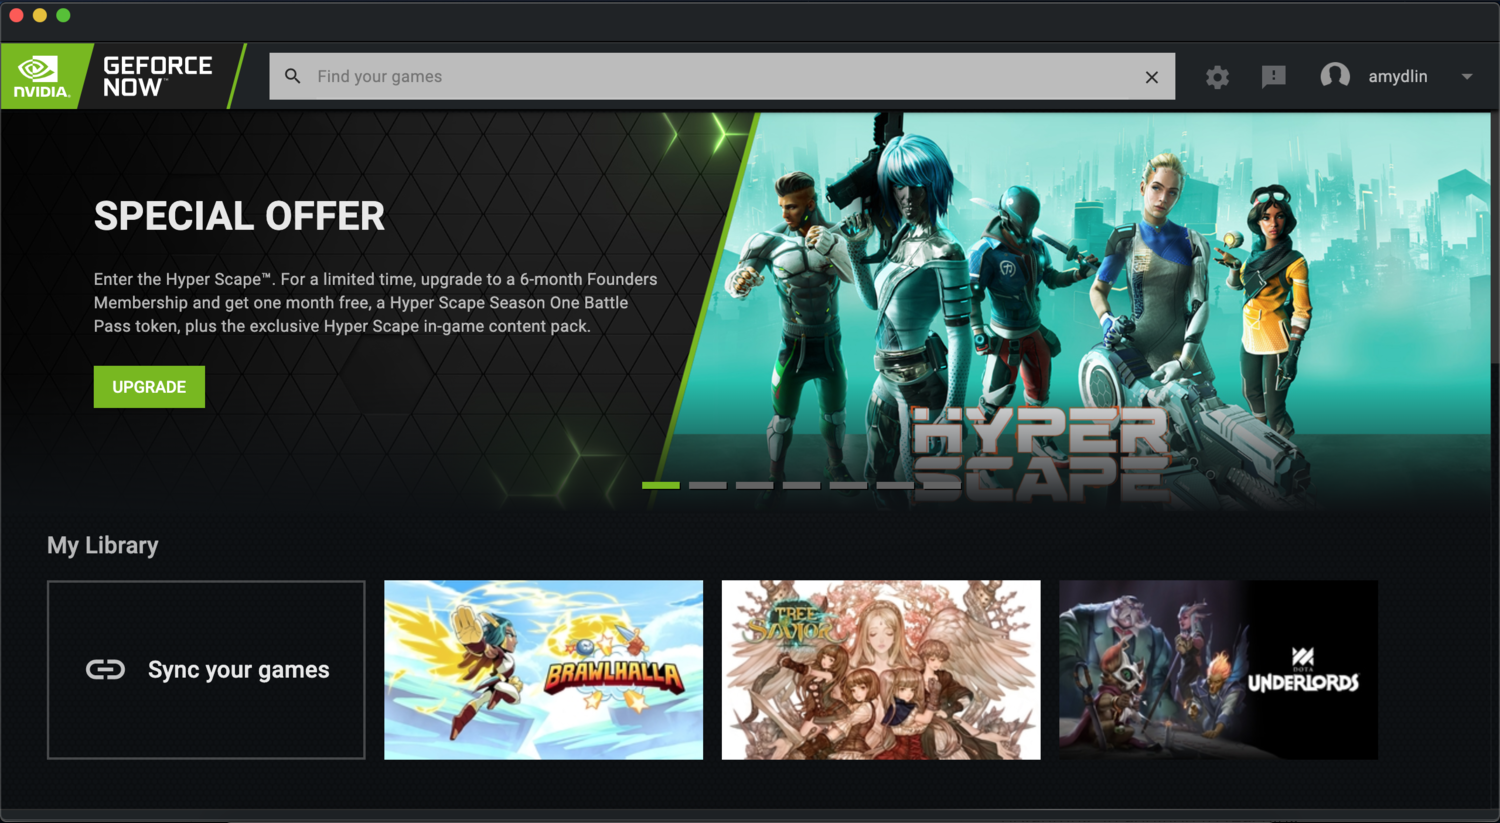 NVIDIA.
GEFORCE
NOW™
Find your games
amydlin
SPECIAL OFFER
Enter the Hyper Scape™. For a limited time, upgrade to a 6-month Founders
Membership and get one month free, a Hyper Scape Season One Battle
Pass token, plus the exclusive Hyper Scape in-game content pack.
UPGRADE
HYPER
SCAPE
My Library
Sync your games
BRAWLHALLA
TREE
OF
SAVIOR
DOTA
UNDERLORDS